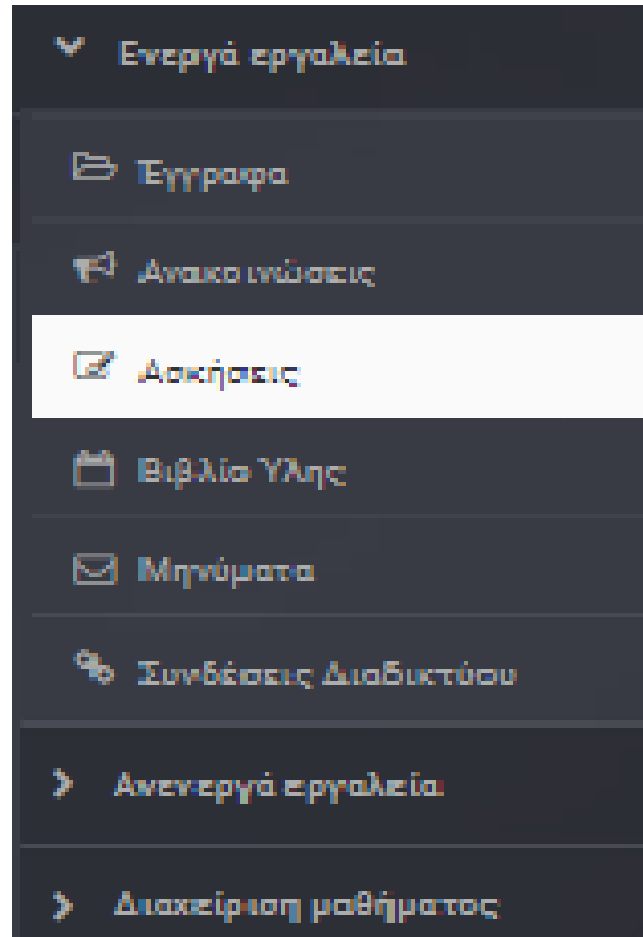 Ενεργά εργαλεία
Έγγραφα
Ανακοινώσεις
Ασκήσεις
Βιβλίο Ύλης
Μηνύματα
Συνδέσεις Διαδικτύου
Ανενεργά εργαλεία
Διαχείριση μαθήματος